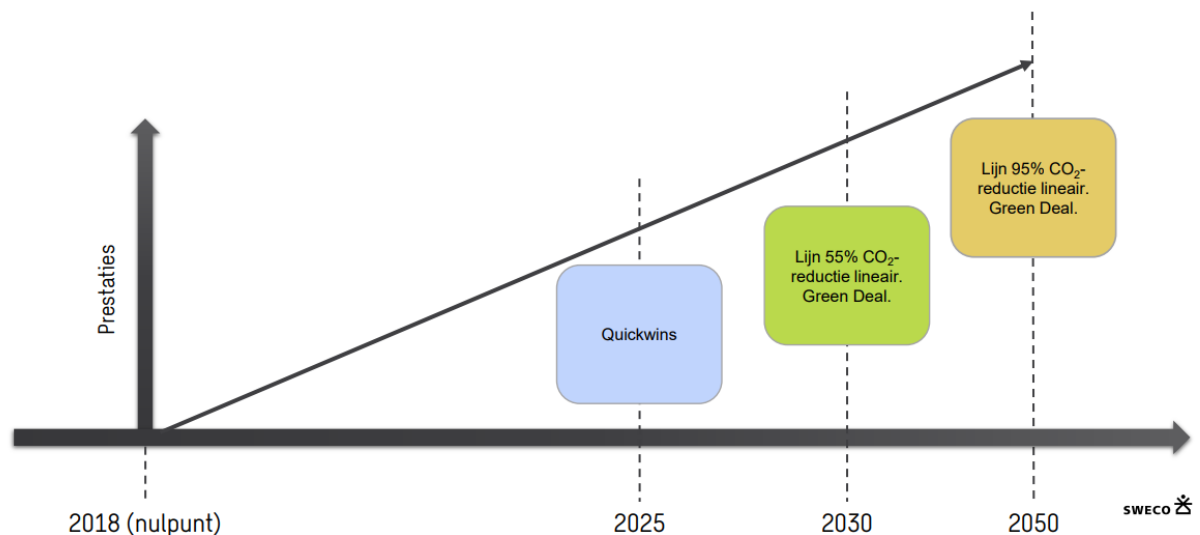 Prestaties
Quickwins
Lijn 55% CO₂-
reductie lineair.
Green Deal.
Lijn 95% CO₂-
reductie lineair.
Green Deal.
2018 (nulpunt)
2025
2030
2050
SWECO